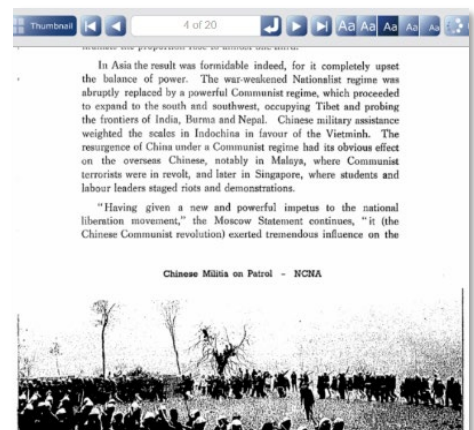 Thumbnail
4 of 20
Aa Aa Aa Aa Aa
In Asia the result was formidable indeed, for it completely upset
the balance of power. The war-weakened Nationalist regime was
abruptly replaced by a powerful Communist regime, which proceeded
to expand to the south and southwest, occupying Tibet and probing
the frontiers of India, Burma and Nepal. Chinese military assistance
weighted the scales in Indochina in favour of the Vietminh. The
resurgence of China under a Communist regime had its obvious effect
on the overseas Chinese, notably in Malaya, where Communist
terrorists were in revolt, and later in Singapore, where students and
labour leaders staged riots and demonstrations.
"Having given a new and powerful impetus to the national
liberation movement," the Moscow Statement continues, "it (the
Chinese Communist revolution) exerted tremendous influence on the
Chinese Militia on Patrol - NCNA